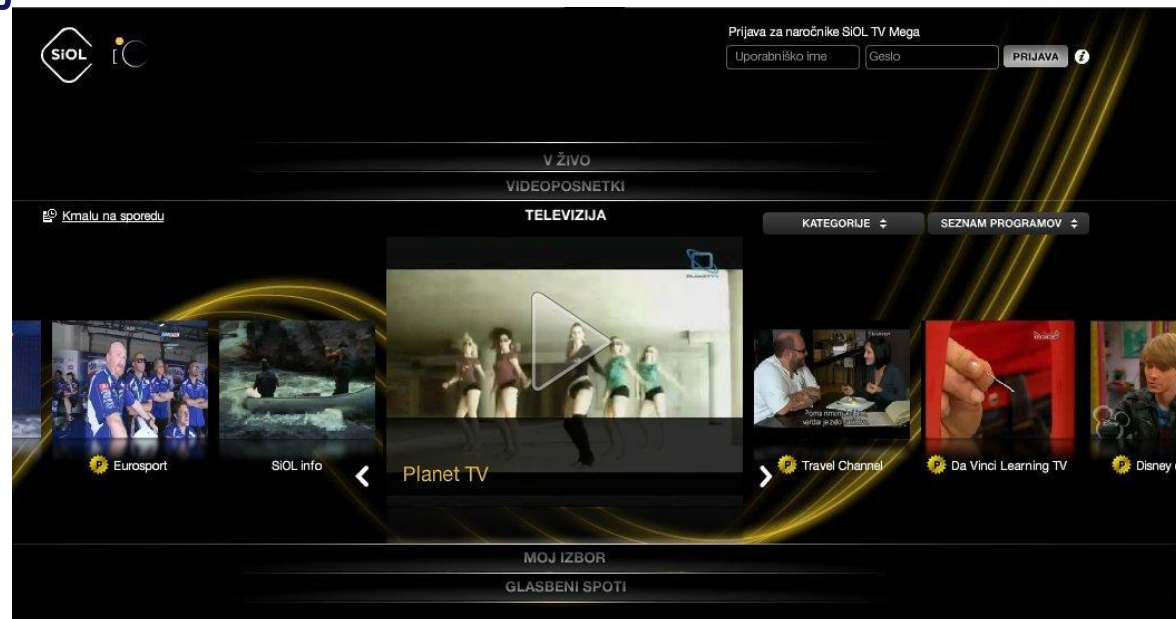 SiOL
Prijava za naročnike SiOL TV Mega
Uporabniško ime
Geslo
PRIJAVA
i
V ŽIVO
VIDEOPOSNETKI
Kmalu na sporedu
TELEVIZIJA
KATEGORIJE
SEZNAM PROGRAMOV
P Eurosport
SiOL info
Planet TV
P Travel Channel
P Da Vinci Learning TV
P Disney
MOJ IZBOR
GLASBENI SPOTI